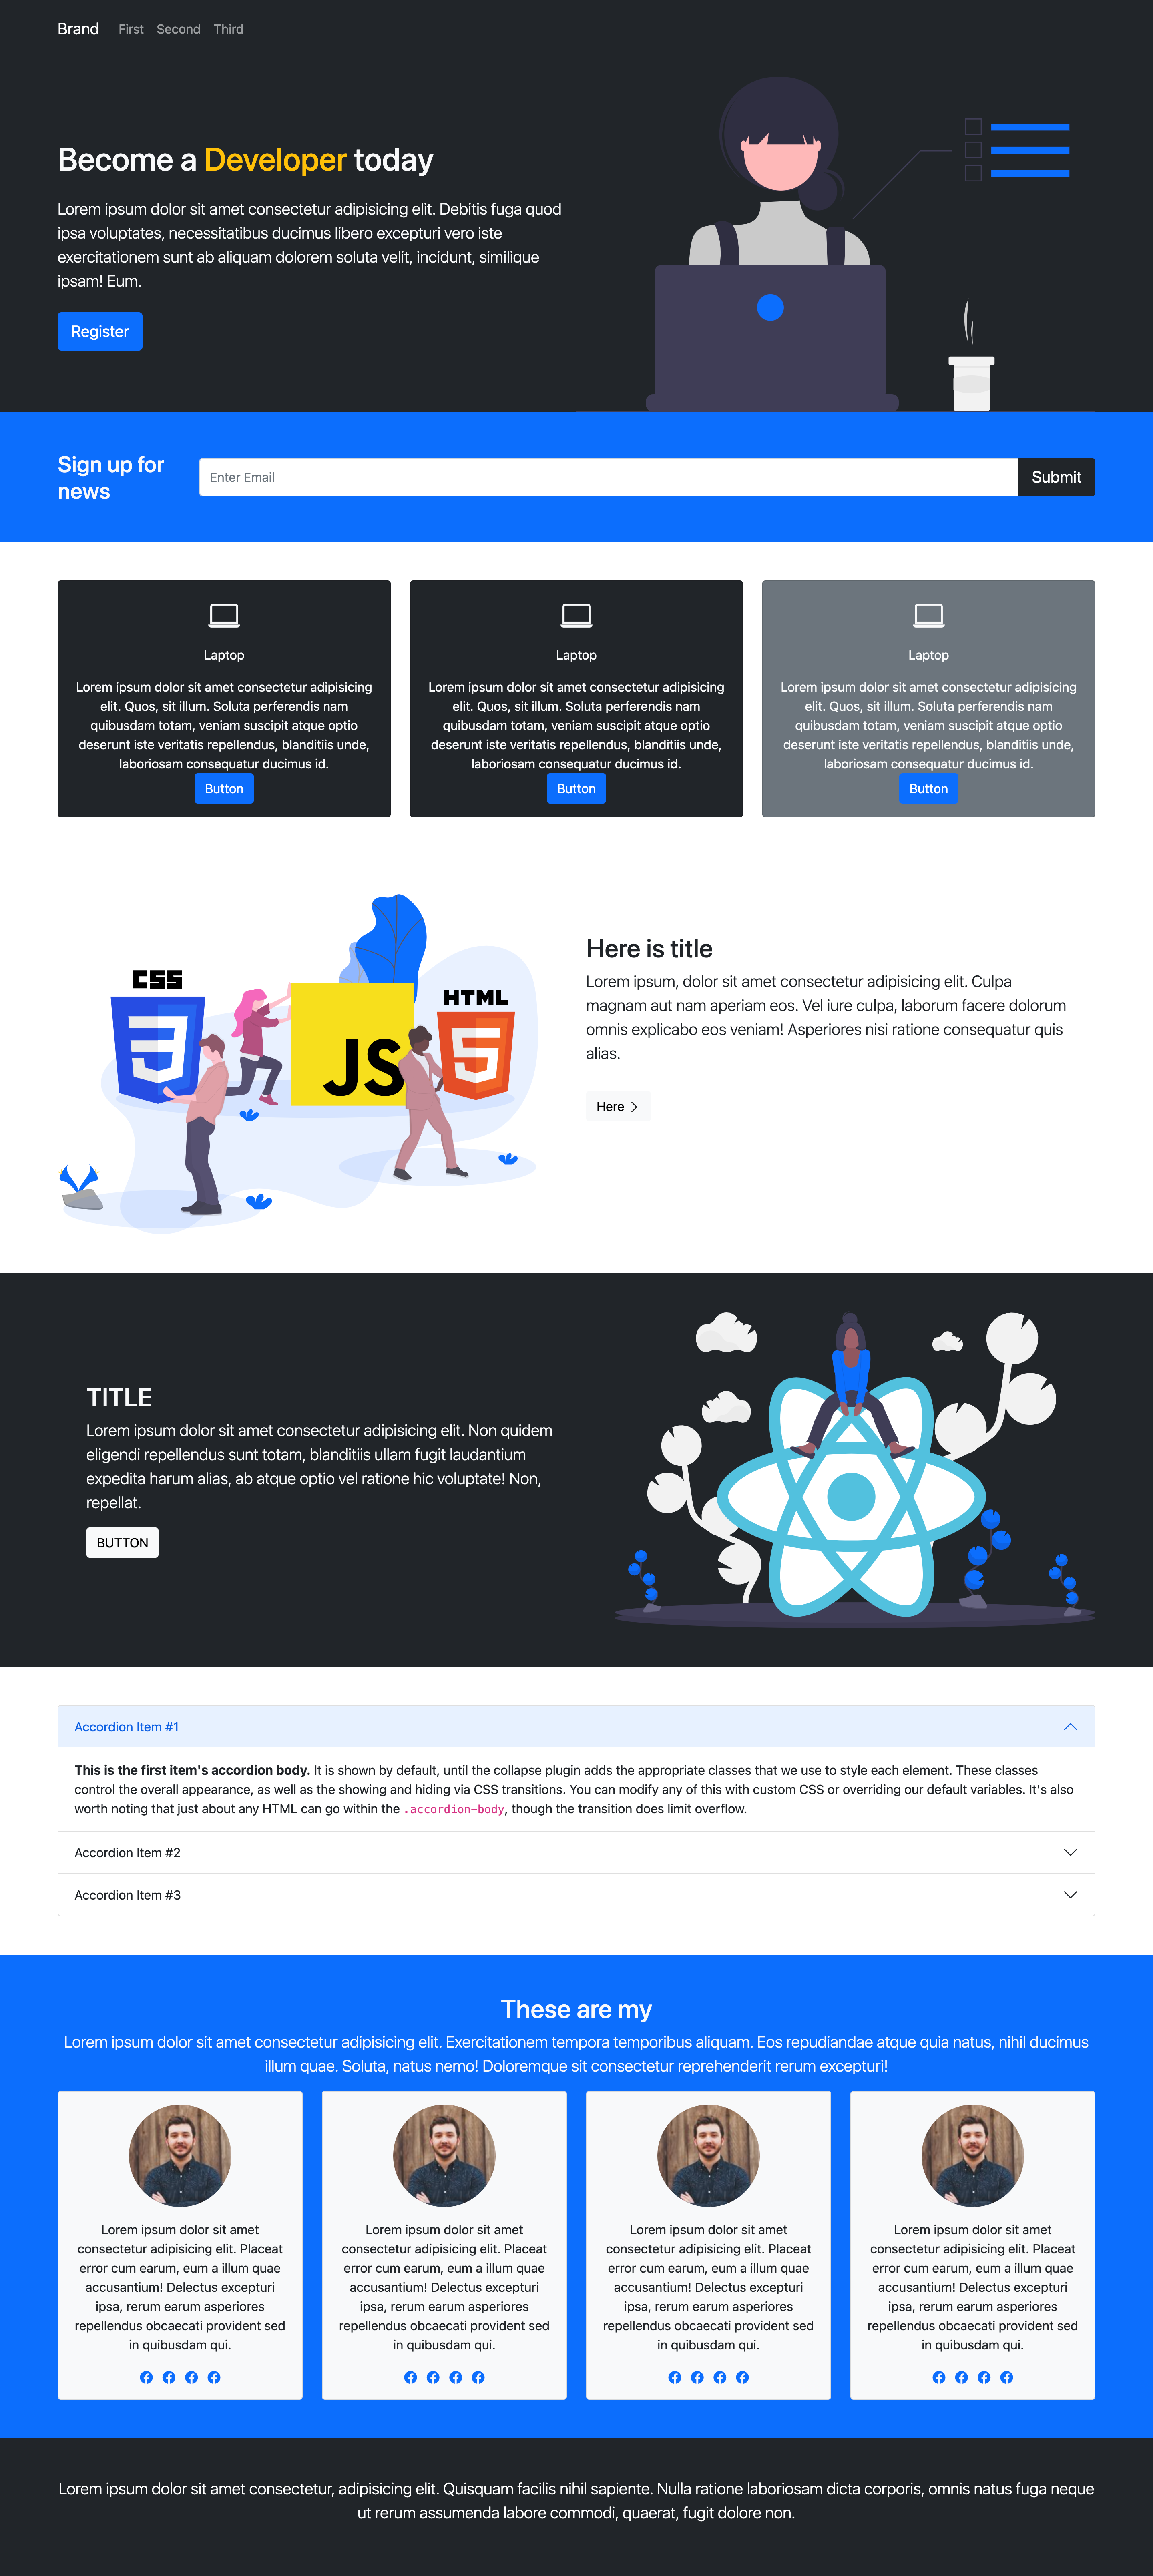 Brand First Second Third
Become a Developer today
Lorem ipsum dolor sit amet consectetur adipisicing elit. Debitis fuga quod
ipsa voluptates, necessitatibus ducimus libero excepturi vero iste
exercitationem sunt ab aliquam dolorem soluta velit, incidunt, similique
ipsam! Eum.
Register
Sign up for
news
Enter Email
Submit
Laptop
Lorem ipsum dolor sit amet consectetur adipisicing
elit. Quos, sit illum. Soluta perferendis nam
quibusdam totam, veniam suscipit atque optio
deserunt iste veritatis repellendus, blanditiis unde,
laboriosam consequatur ducimus id.
Button
Laptop
Lorem ipsum dolor sit amet consectetur adipisicing
elit. Quos, sit illum. Soluta perferendis nam
quibusdam totam, veniam suscipit atque optio
deserunt iste veritatis repellendus, blanditiis unde,
laboriosam consequatur ducimus id.
Button
Laptop
Lorem ipsum dolor sit amet consectetur adipisicing
elit. Quos, sit illum. Soluta perferendis nam
quibusdam totam, veniam suscipit atque optio
deserunt iste veritatis repellendus, blanditiis unde,
laboriosam consequatur ducimus id.
Button
CSS
3
JS
HTML
5
Here is title
Lorem ipsum, dolor sit amet consectetur adipisicing elit. Culpa
magnam aut nam aperiam eos. Vel iure culpa, laborum facere dolorum
omnis explicabo eos veniam! Asperiores nisi ratione consequatur quis
alias.
Here
TITLE
Lorem ipsum dolor sit amet consectetur adipisicing elit. Non quidem
eligendi repellendus sunt totam, blanditiis ullam fugit laudantium
expedita harum alias, ab atque optio vel ratione hic voluptate! Non,
repellat.
BUTTON
Accordion Item #1
This is the first item's accordion body. It is shown by default, until the collapse plugin adds the appropriate classes that we use to style each element. These classes
control the overall appearance, as well as the showing and hiding via CSS transitions. You can modify any of this with custom CSS or overriding our default variables. It's also
worth noting that just about any HTML can go within the .accordion-body, though the transition does limit overflow.
Accordion Item #2
Accordion Item #3
These are my
Lorem ipsum dolor sit amet consectetur adipisicing elit. Exercitationem tempora temporibus aliquam. Eos repudiandae atque quia natus, nihil ducimus
illum quae. Soluta, natus nemo! Doloremque sit consectetur reprehenderit rerum excepturi!
Lorem ipsum dolor sit amet
consectetur adipisicing elit. Placeat
error cum earum, eum a illum quae
accusantium! Delectus excepturi
ipsa, rerum earum asperiores
repellendus obcaecati provident sed
in quibusdam qui.
Lorem ipsum dolor sit amet
consectetur adipisicing elit. Placeat
error cum earum, eum a illum quae
accusantium! Delectus excepturi
ipsa, rerum earum asperiores
repellendus obcaecati provident sed
in quibusdam qui.
Lorem ipsum dolor sit amet
consectetur adipisicing elit. Placeat
error cum earum, eum a illum quae
accusantium! Delectus excepturi
ipsa, rerum earum asperiores
repellendus obcaecati provident sed
in quibusdam qui.
Lorem ipsum dolor sit amet
consectetur adipisicing elit. Placeat
error cum earum, eum a illum quae
accusantium! Delectus excepturi
ipsa, rerum earum asperiores
repellendus obcaecati provident sed
in quibusdam qui.
Lorem ipsum dolor sit amet consectetur, adipisicing elit. Quisquam facilis nihil sapiente. Nulla ratione laboriosam dicta corporis, omnis natus fuga neque
ut rerum assumenda labore commodi, quaerat, fugit dolore non.